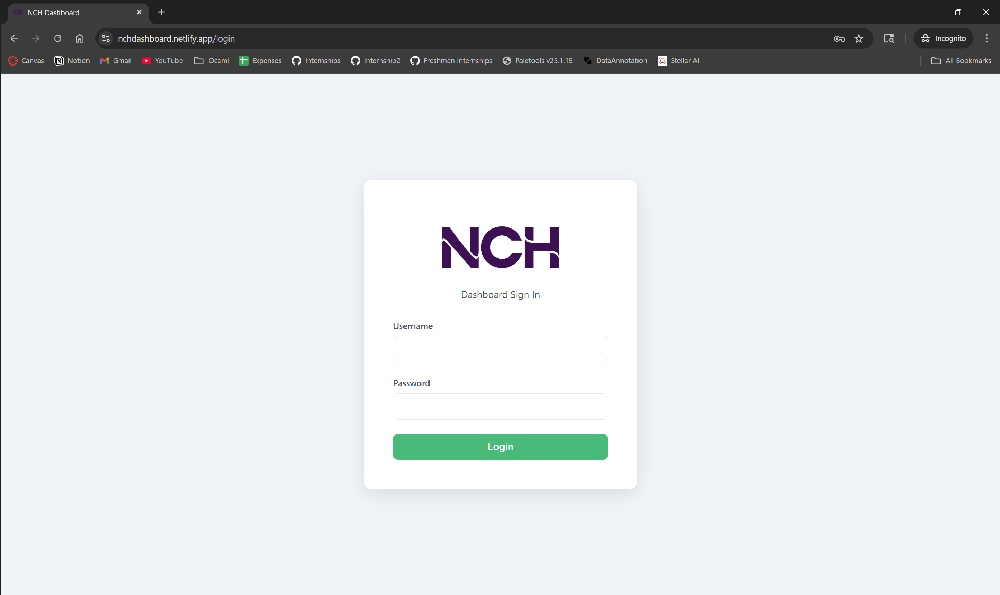 NCH NCH Dashboard
nchdashboard.netlify.app/login
Incognito
Canvas Notion Gmail YouTube Ocaml Expenses Internships Internship2 Freshman Internships Paletools v25.1.15 DataAnnotation Stellar AI All Bookmarks
NCH
Dashboard Sign In
Username
Password
Login